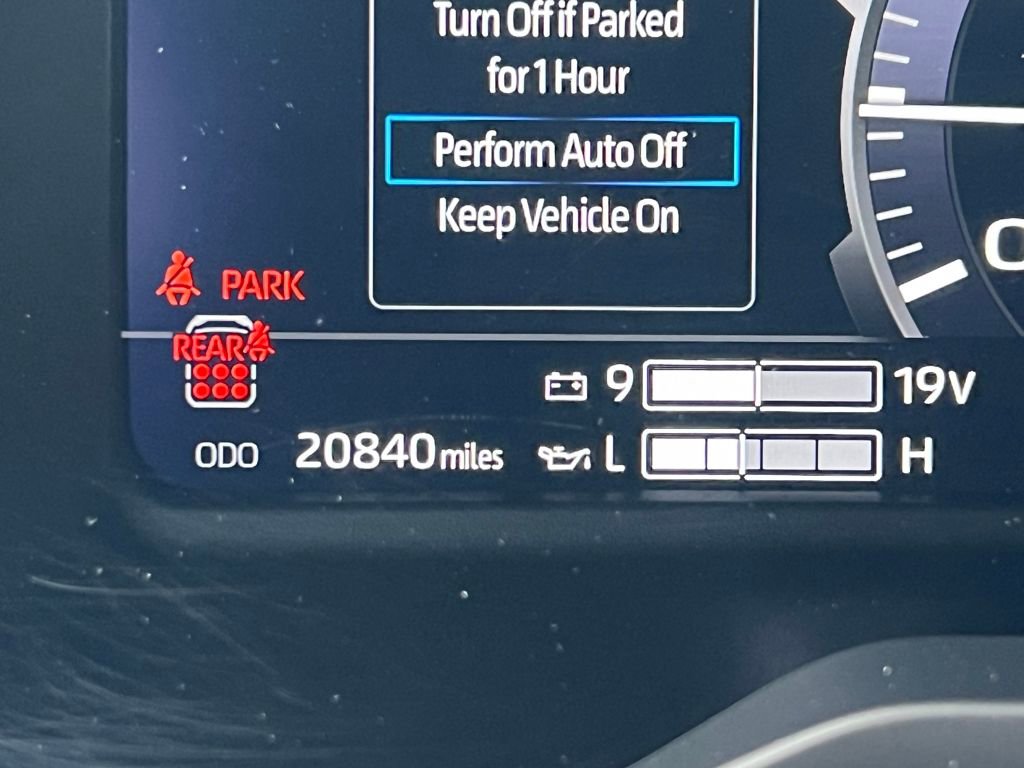 Turn Off if Parked
for 1 Hour
Perform Auto Off
Keep Vehicle On
PARK
REAR
9 19V
ODO 20840 miles L H